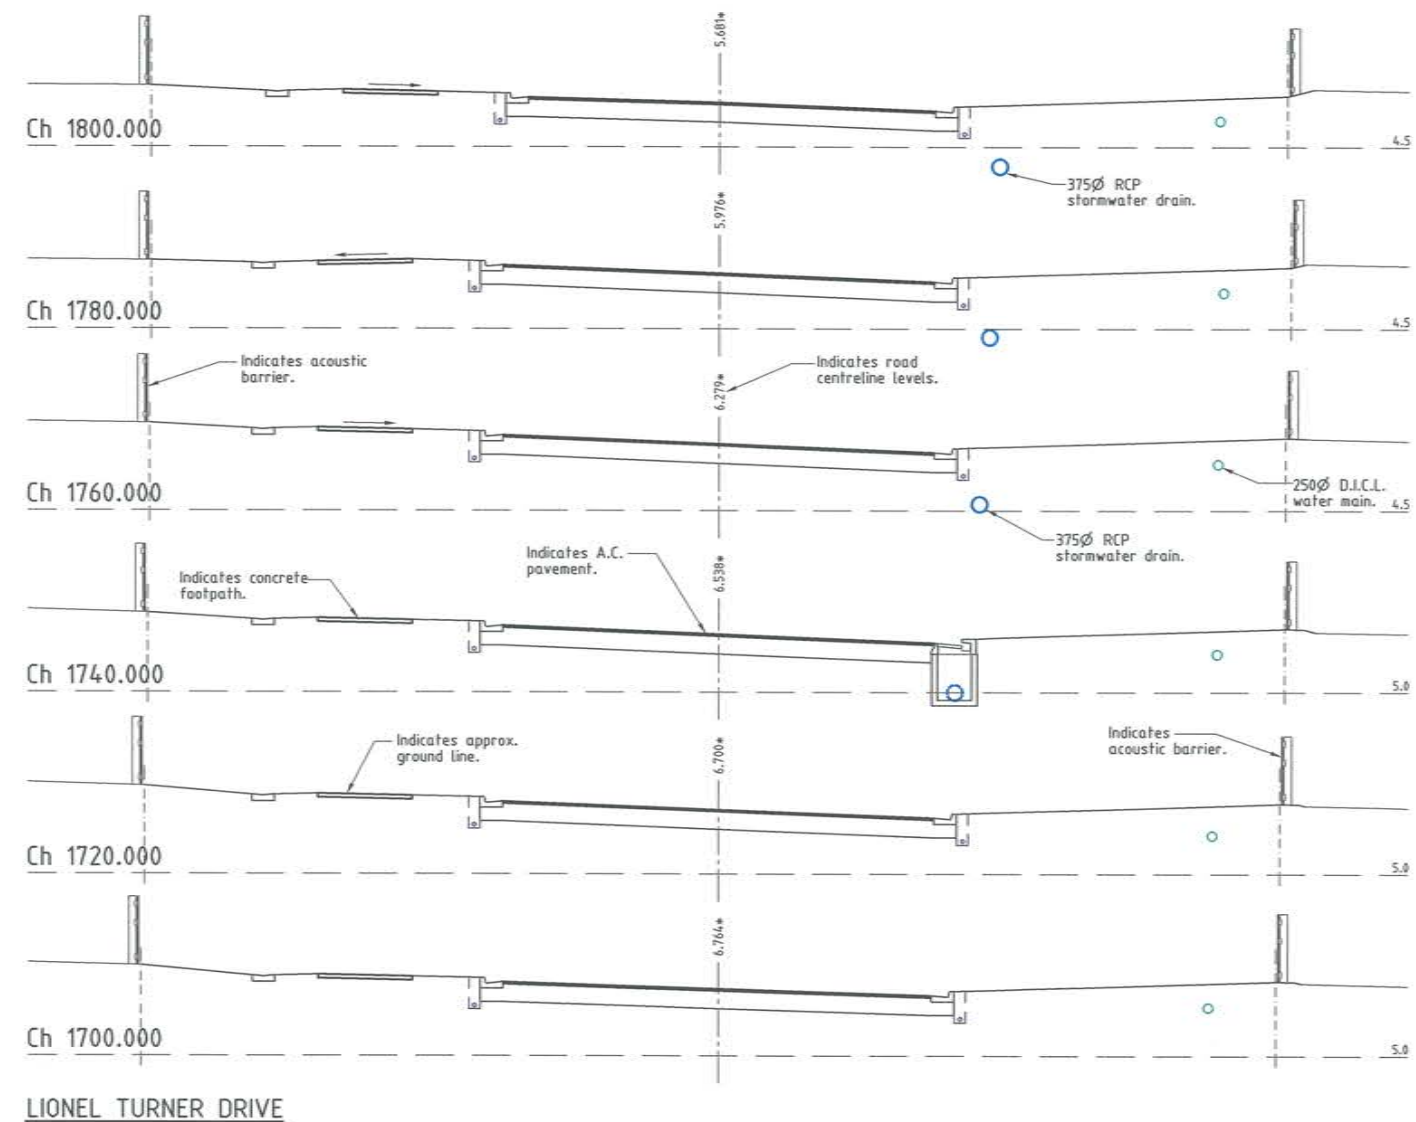 5.681*
Ch 1800.000
4.5
375Ø RCP
stormwater drain.
5.976*
Ch 1780.000
4.5
Indicates acoustic
barrier.
6.279*
Indicates road
centreline levels.
Ch 1760.000
250Ø D.I.C.L.
water main.
4.5
375Ø RCP
stormwater drain.
Indicates concrete
footpath.
Indicates A.C.
pavement.
6.538*
Ch 1740.000
5.0
Indicates approx.
ground line.
6.700*
Indicates
acoustic barrier.
Ch 1720.000
5.0
6.764*
Ch 1700.000
5.0
LIONEL TURNER DRIVE